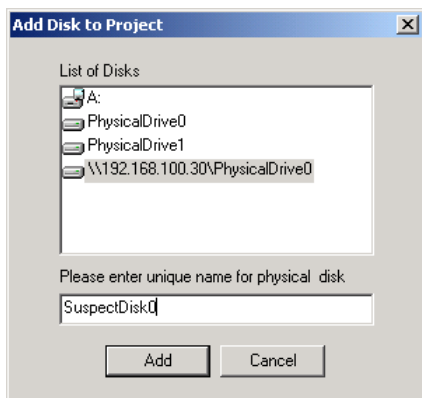 Add Disk to Project
List of Disks
A:
PhysicalDrive0
PhysicalDrive1
\\192.168.100.30\PhysicalDrive0
Please enter unique name for physical disk
SuspectDisk0
Add
Cancel